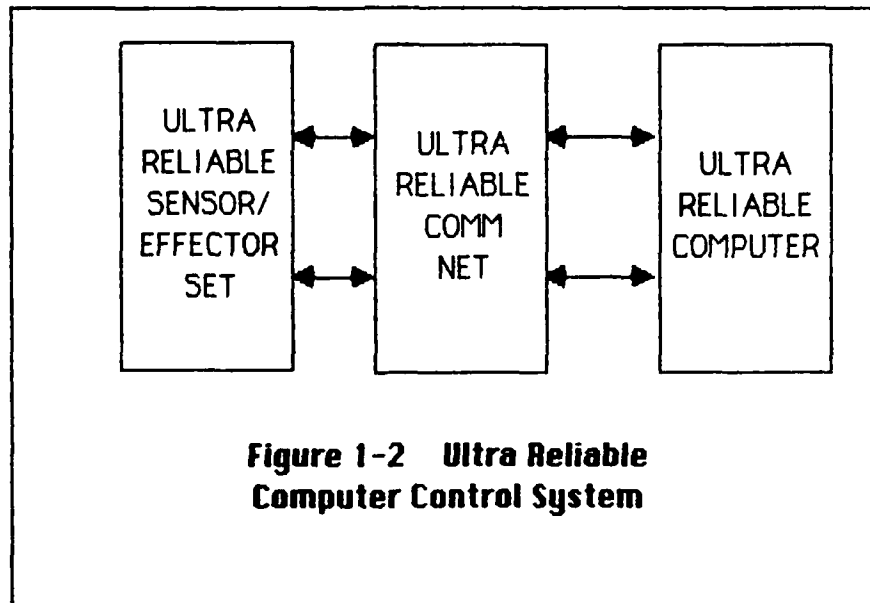 ULTRA
RELIABLE
SENSOR/
EFFECTOR
SET
ULTRA
RELIABLE
COMM
NET
ULTRA
RELIABLE
COMPUTER
Figure 1-2 Ultra Reliable
Computer Control System